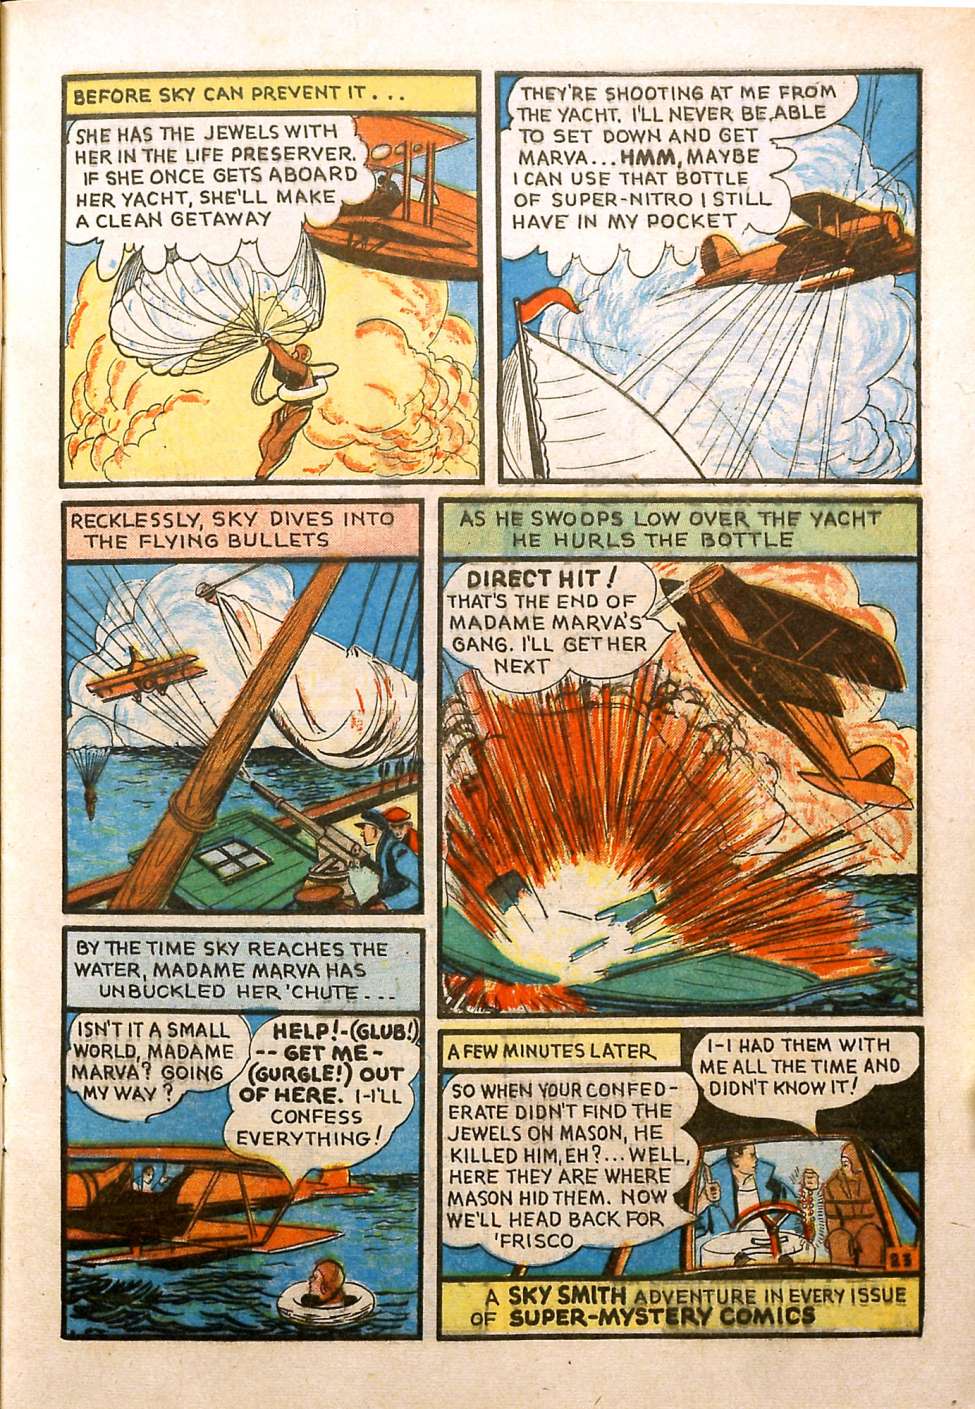 BEFORE SKY CAN PREVENT IT...
SHE HAS THE JEWELS WITH
HER IN THE LIFE PRESERVER.
IF SHE ONCE GETS ABOARD
HER YACHT, SHE'LL MAKE
A CLEAN GETAWAY
THEY'RE SHOOTING AT ME FROM
THE YACHT. I'LL NEVER BE ABLE
TO SET DOWN AND GET
MARVA... HMM, MAYBE
I CAN USE THAT BOTTLE
OF SUPER-NITRO I STILL
HAVE IN MY POCKET
RECKLESSLY, SKY DIVES INTO
THE FLYING BULLETS
AS HE SWOOPS LOW OVER THE YACHT
HE HURLS THE BOTTLE
DIRECT HIT!
THAT'S THE END OF
MADAME MARVA'S
GANG. I'LL GET HER
NEXT
BY THE TIME SKY REACHES THE
WATER, MADAME MARVA HAS
UNBUCKLED HER 'CHUTE...
ISN'T IT A SMALL
WORLD, MADAME
MARVA? GOING
MY WAY?
HELP!-(GLUB!)
-- GET ME-
(GURGLE!) OUT
OF HERE. I-I'LL
CONFESS
EVERYTHING!
A FEW MINUTES LATER
SO WHEN YOUR CONFED-
ERATE DIDN'T FIND THE
JEWELS ON MASON, HE
KILLED HIM, EH?... WELL,
HERE THEY ARE WHERE
MASON HID THEM. NOW
WE'LL HEAD BACK FOR
'FRISCO
I-I HAD THEM WITH
ME ALL THE TIME AND
DIDN'T KNOW IT!
23
A SKY SMITH ADVENTURE IN EVERY ISSUE
OF SUPER-MYSTERY COMICS